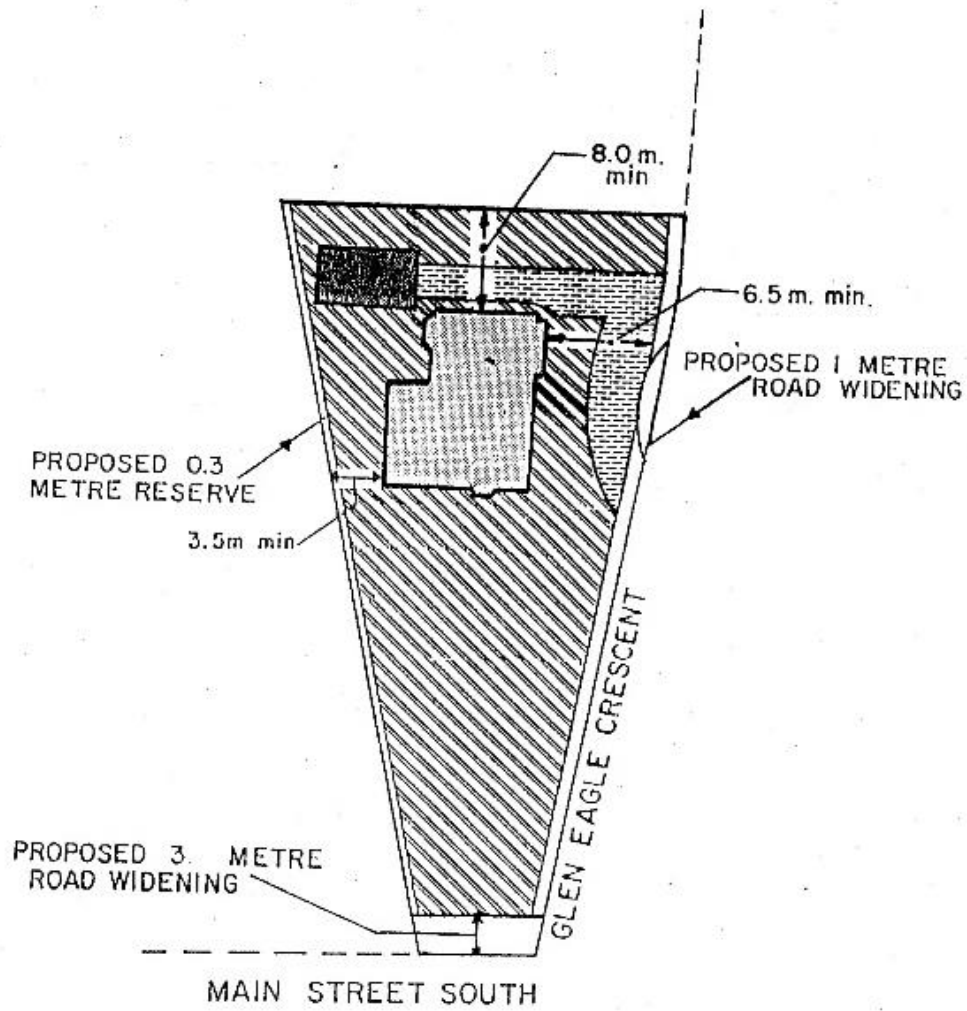 8.0 m.
min
6.5 m. min.
PROPOSED 1 METRE
ROAD WIDENING
PROPOSED 0.3
METRE RESERVE
3.5m min
GLEN EAGLE CRESCENT
PROPOSED 3. METRE
ROAD WIDENING
MAIN STREET SOUTH